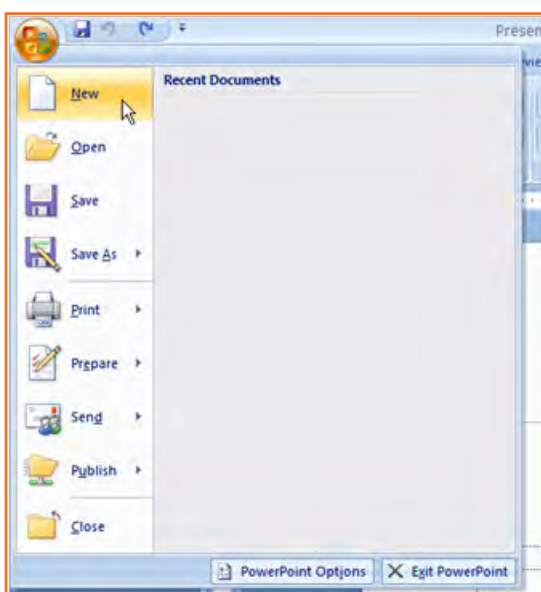 Presen
New
Recent Documents
Open
Save
Save As
Print
Prepare
Send
Publish
Close
PowerPoint Options
Exit PowerPoint